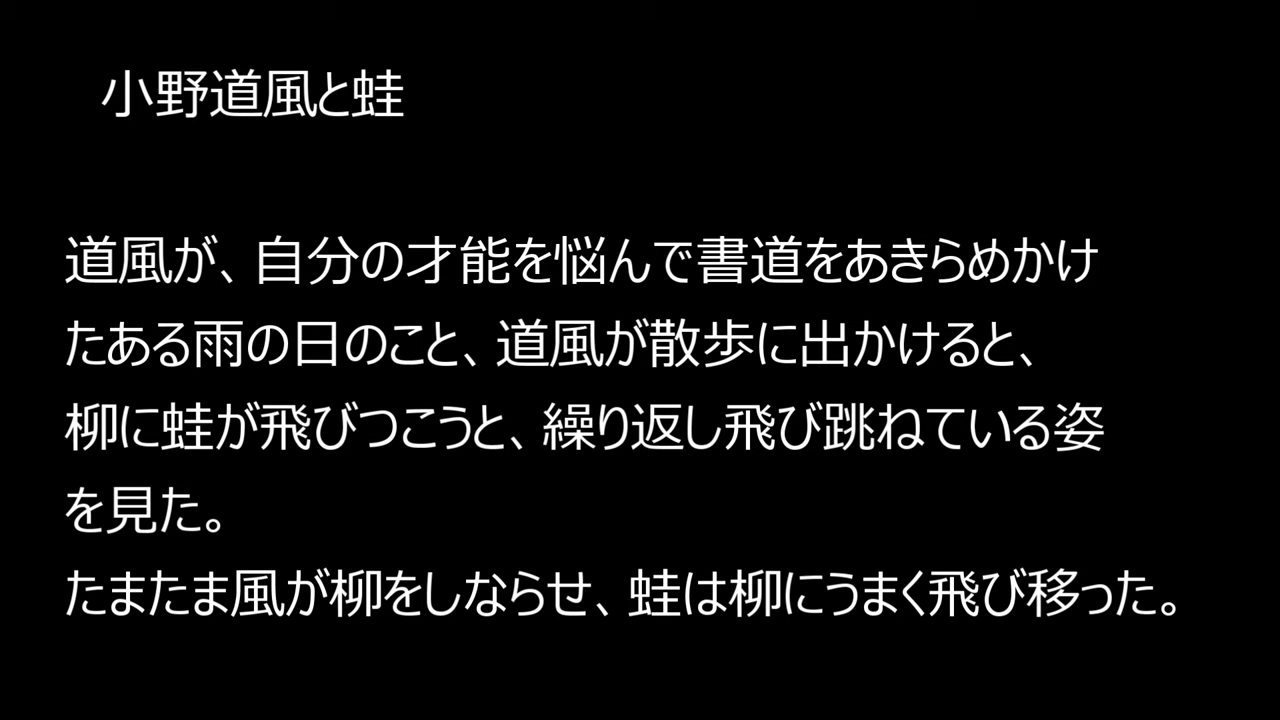 小野道風と蛙
道風が、自分の才能を悩んで書道をあきらめかけ
たある雨の日のこと、道風が散歩に出かけると、
柳に蛙が飛びつこうと、繰り返し飛び跳ねている姿
を見た。
たまたま風が柳をしならせ、蛙は柳にうまく飛び移った。